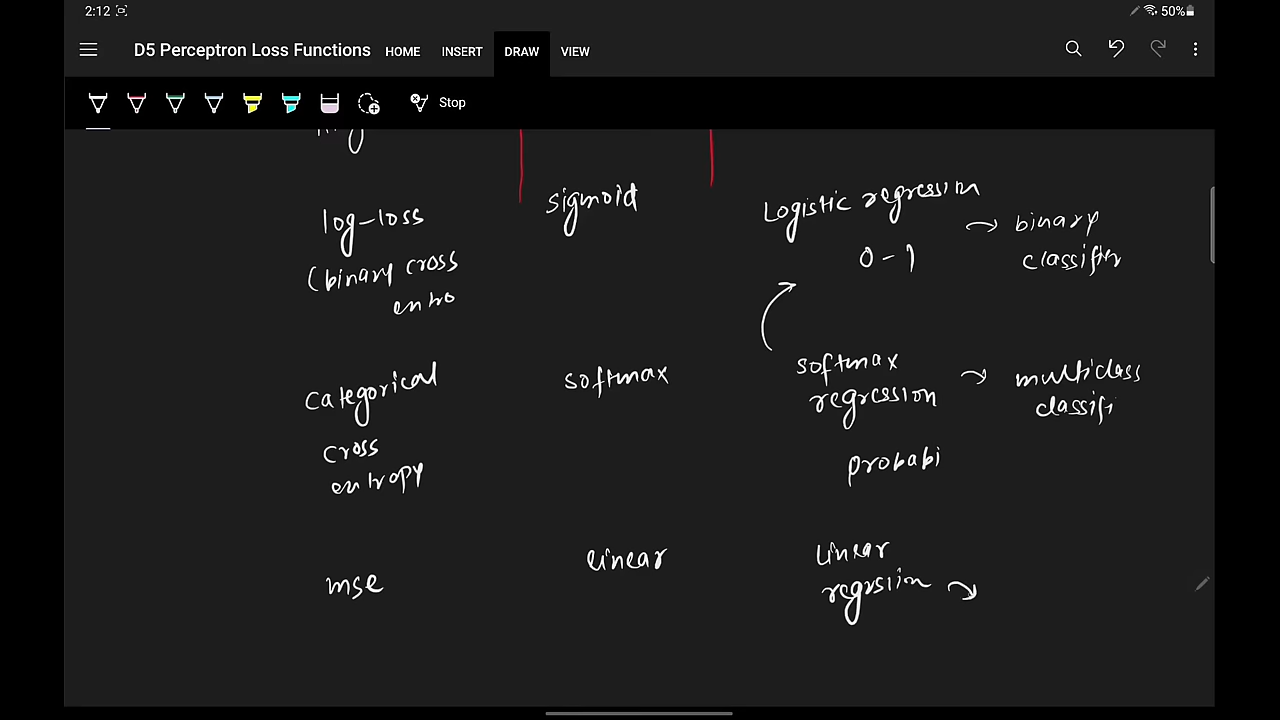 2:12
50%
D5 Perceptron Loss Functions HOME INSERT DRAW VIEW
Stop
log-loss sigmoid Logistic regression
(binary cross
entro
0-1
binary
classifier
categorical
cross
entropy
softmax
softmax
regression
multiclass
classifi
probabi
mse
linear
linear
regrsiin